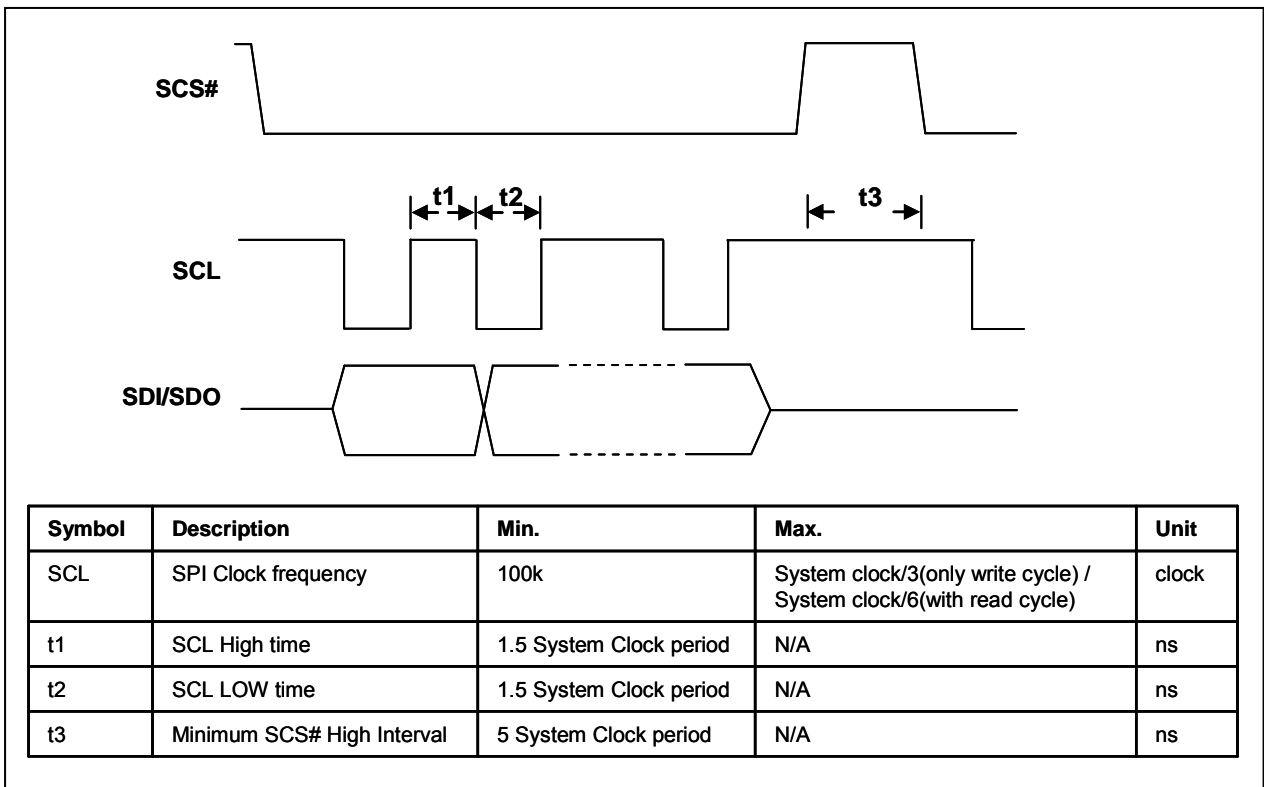 SCS#
t1 t2 t3
SCL
SDI/SDO
Symbol Description Min. Max. Unit
SCL SPI Clock frequency 100k System clock/3(only write cycle) / clock
System clock/6(with read cycle)
t1 SCL High time 1.5 System Clock period N/A ns
t2 SCL LOW time 1.5 System Clock period N/A ns
t3 Minimum SCS# High Interval 5 System Clock period N/A ns